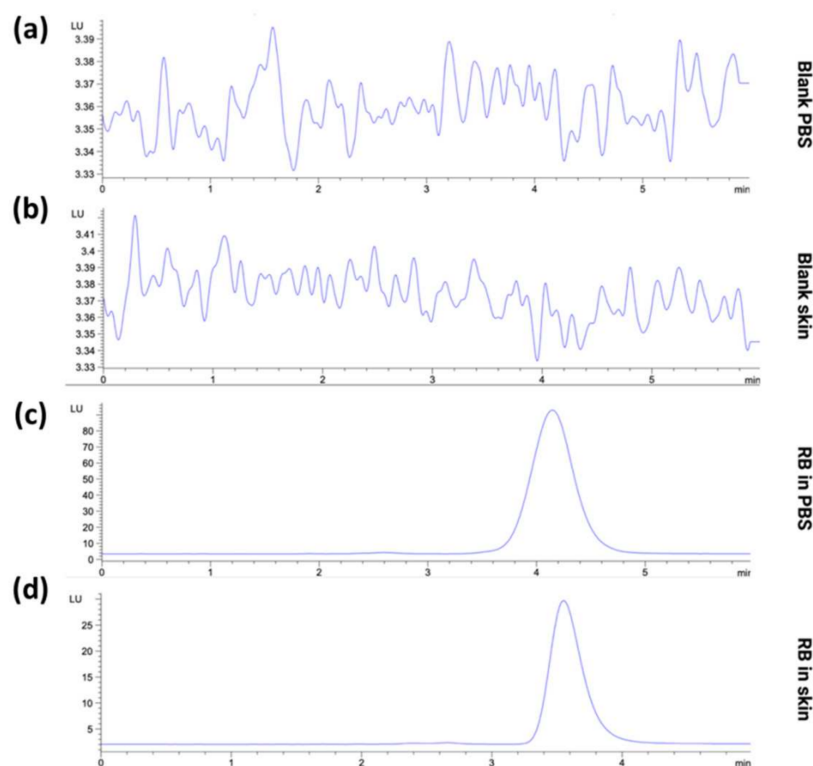 (a)
LU
3.39
3.38
3.37
3.36
3.35
3.34
3.33
0 1 2 3 4 5 min
Blank PBS
(b)
LU
3.41
3.4
3.39
3.38
3.37
3.36
3.35
3.34
3.33
0 1 2 3 4 5 min
Blank skin
(c)
LU
80
70
60
50
40
30
20
10
0
0 1 2 3 4 5 min
RB in PBS
(d)
LU
25
20
15
10
5
0 1 2 3 4 min
RB in skin